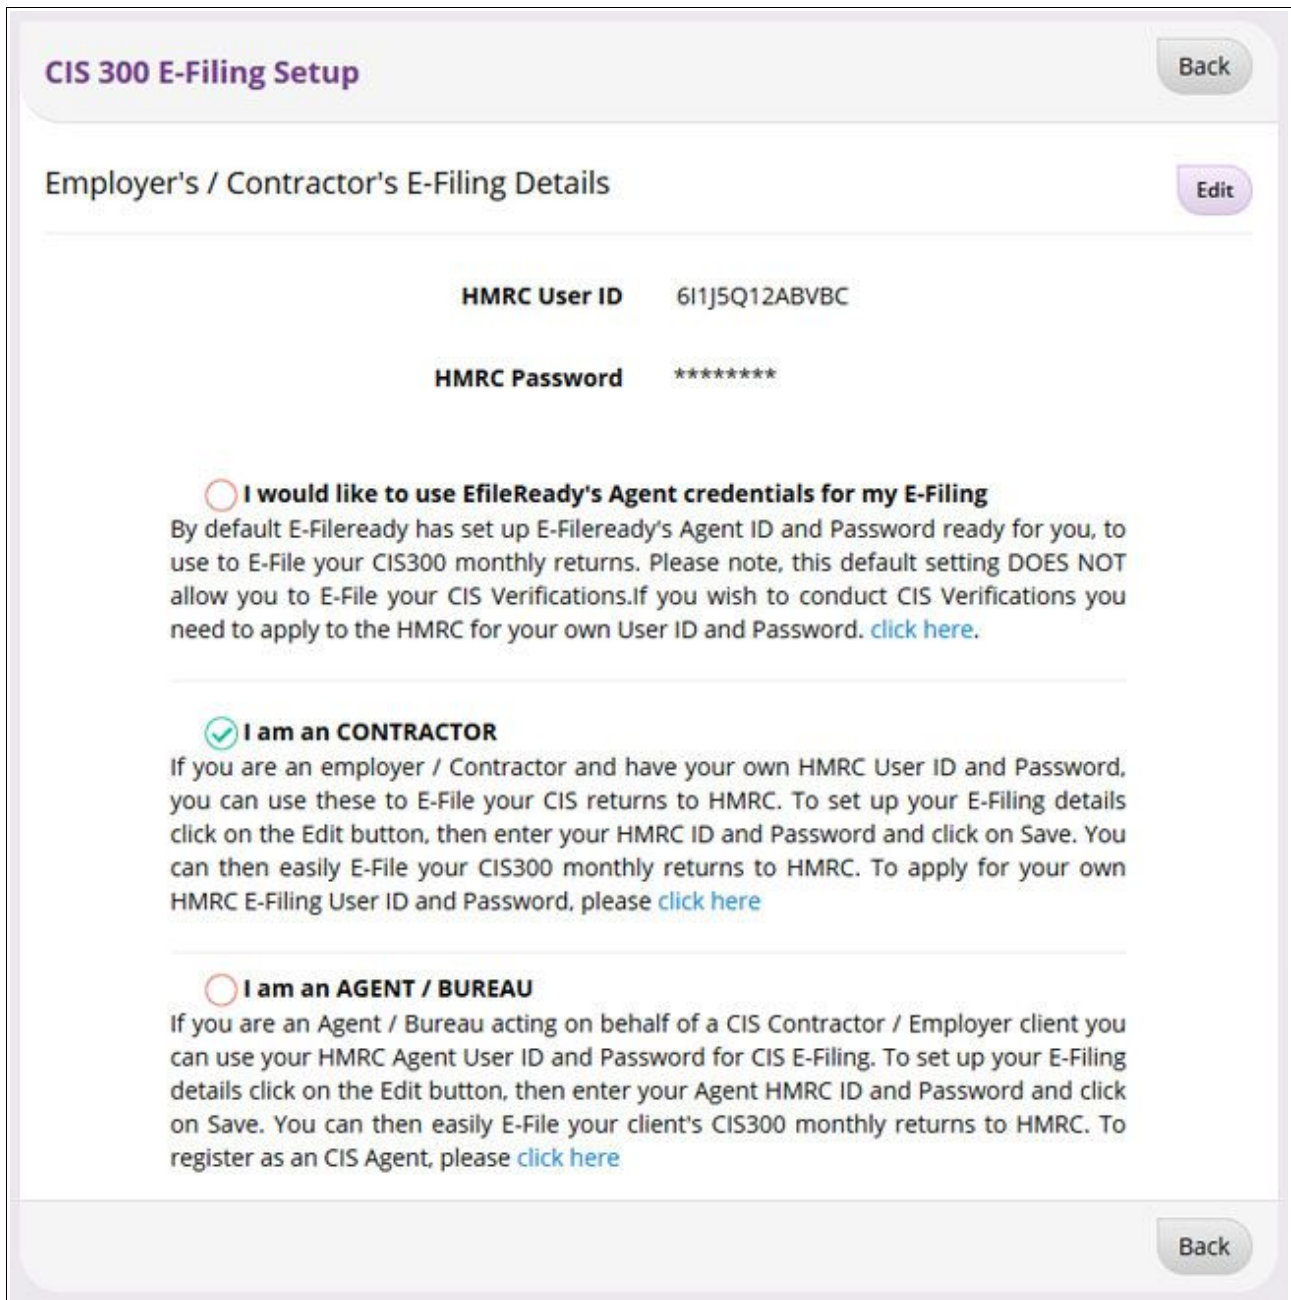 CIS 300 E-Filing Setup
Back
Employer's / Contractor's E-Filing Details
Edit
HMRC User ID 6I1J5Q12ABVBC
HMRC Password ********
I would like to use EfileReady's Agent credentials for my E-Filing
By default E-Fileready has set up E-Fileready's Agent ID and Password ready for you, to
use to E-File your CIS300 monthly returns. Please note, this default setting DOES NOT
allow you to E-File your CIS Verifications.If you wish to conduct CIS Verifications you
need to apply to the HMRC for your own User ID and Password. click here.
I am an CONTRACTOR
If you are an employer / Contractor and have your own HMRC User ID and Password,
you can use these to E-File your CIS returns to HMRC. To set up your E-Filing details
click on the Edit button, then enter your HMRC ID and Password and click on Save. You
can then easily E-File your CIS300 monthly returns to HMRC. To apply for your own
HMRC E-Filing User ID and Password, please click here
I am an AGENT / BUREAU
If you are an Agent / Bureau acting on behalf of a CIS Contractor / Employer client you
can use your HMRC Agent User ID and Password for CIS E-Filing. To set up your E-Filing
details click on the Edit button, then enter your Agent HMRC ID and Password and click
on Save. You can then easily E-File your client's CIS300 monthly returns to HMRC. To
register as an CIS Agent, please click here
Back